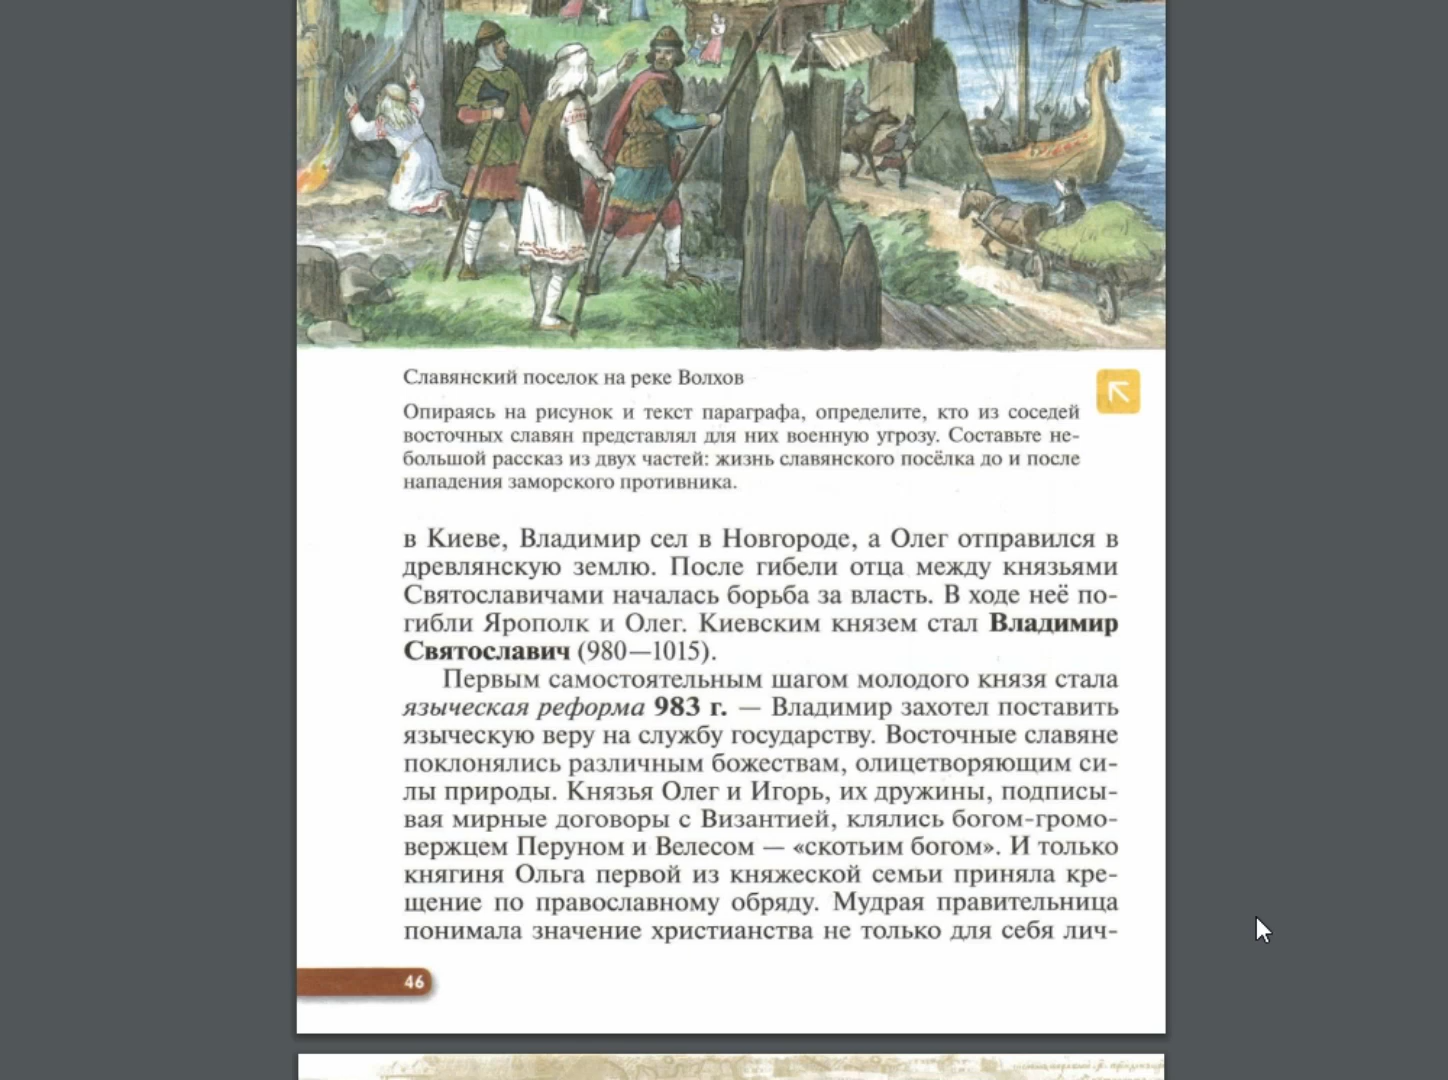 Славянский поселок на реке Волхов
Опираясь на рисунок и текст параграфа, определите, кто из соседей
восточных славян представлял для них военную угрозу. Составьте не-
большой рассказ из двух частей: жизнь славянского посёлка до и после
нападения заморского противника.
в Киеве, Владимир сел в Новгороде, а Олег отправился в
древлянскую землю. После гибели отца между князьями
Святославичами началась борьба за власть. В ходе неё по-
гибли Ярополк и Олег. Киевским князем стал Владимир
Святославич (980—1015).
Первым самостоятельным шагом молодого князя стала
языческая реформа 983 г. — Владимир захотел поставить
языческую веру на службу государству. Восточные славяне
поклонялись различным божествам, олицетворяющим си-
лы природы. Князья Олег и Игорь, их дружины, подписы-
вая мирные договоры с Византией, клялись богом-громо-
вержцем Перуном и Велесом — «скотьим богом». И только
княгиня Ольга первой из княжеской семьи приняла кре-
щение по православному обряду. Мудрая правительница
понимала значение христианства не только для себя лич-
46